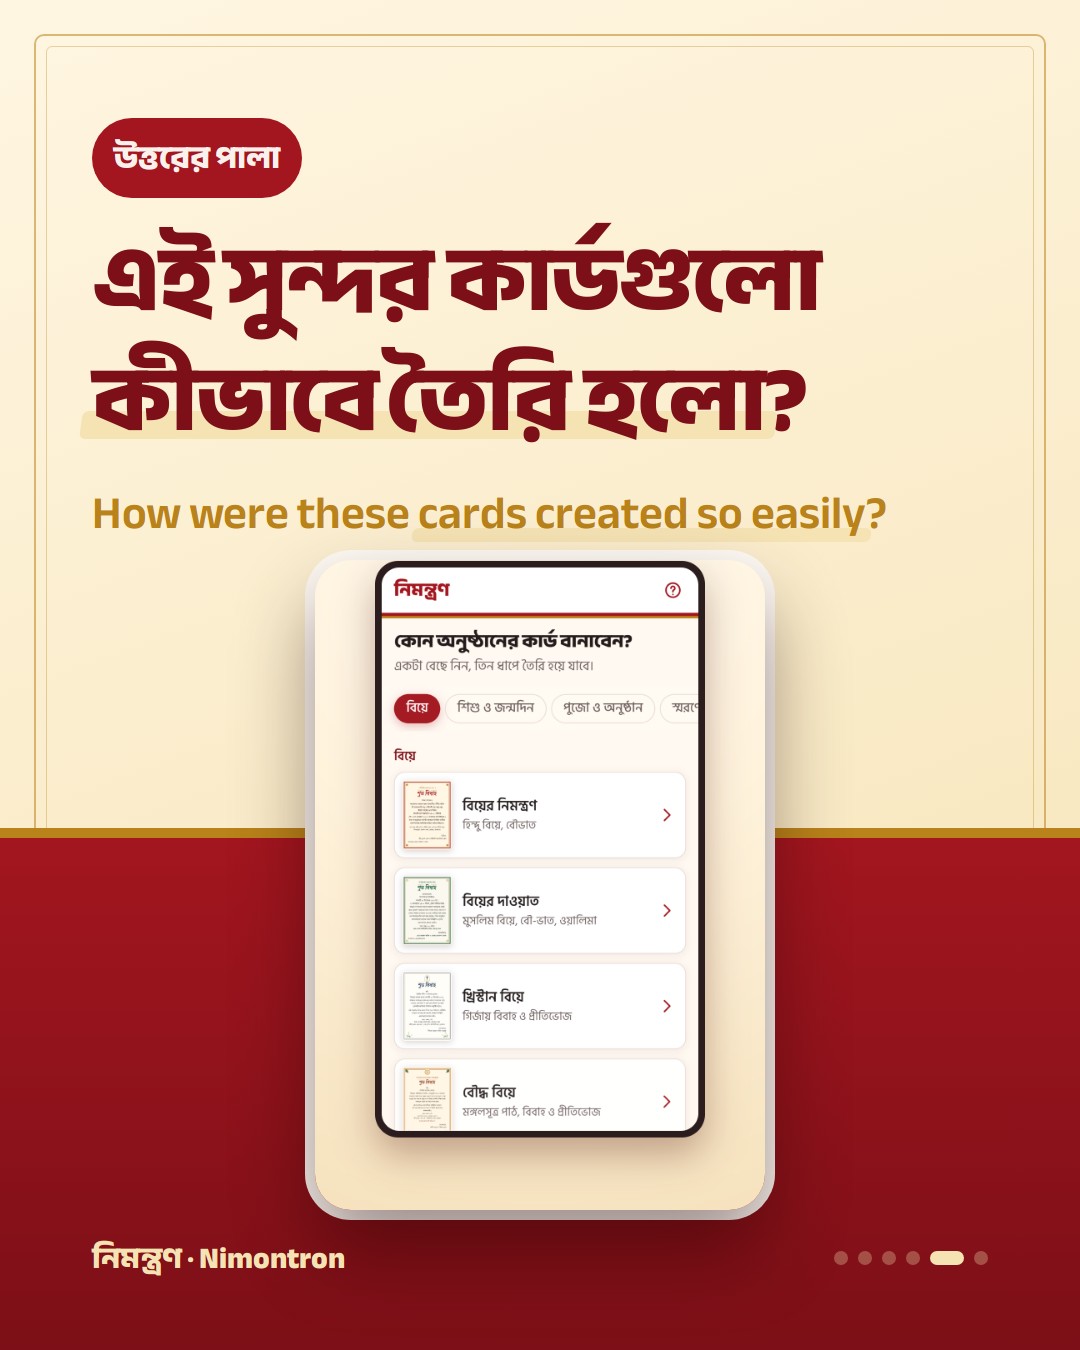 উত্তরের পালা
এই সুন্দর কার্ডগুলো
কীভাবে তৈরি হলো?
How were these cards created so easily?
নিমন্ত্রণ
কোন অনুষ্ঠানের কার্ড বানাবেন?
একটা বেছে নিন, তিন ধাপে তৈরি হয়ে যাবে।
বিয়ে
শিশু ও জন্মদিন
পুজো ও অনুষ্ঠান
বিয়ে
বিয়ের নিমন্ত্রণ
হিন্দু বিয়ে, বৌভাত
বিয়ের দাওয়াত
মুসলিম বিয়ে, বৌ-ভাত, ওয়ালিমা
খ্রিস্টান বিয়ে
গির্জায় বিবাহ ও প্রীতিভোজ
বৌদ্ধ বিয়ে
মঙ্গলসূত্র পাঠ, বিবাহ ও প্রীতিভোজ
নিমন্ত্রণ · Nimontron